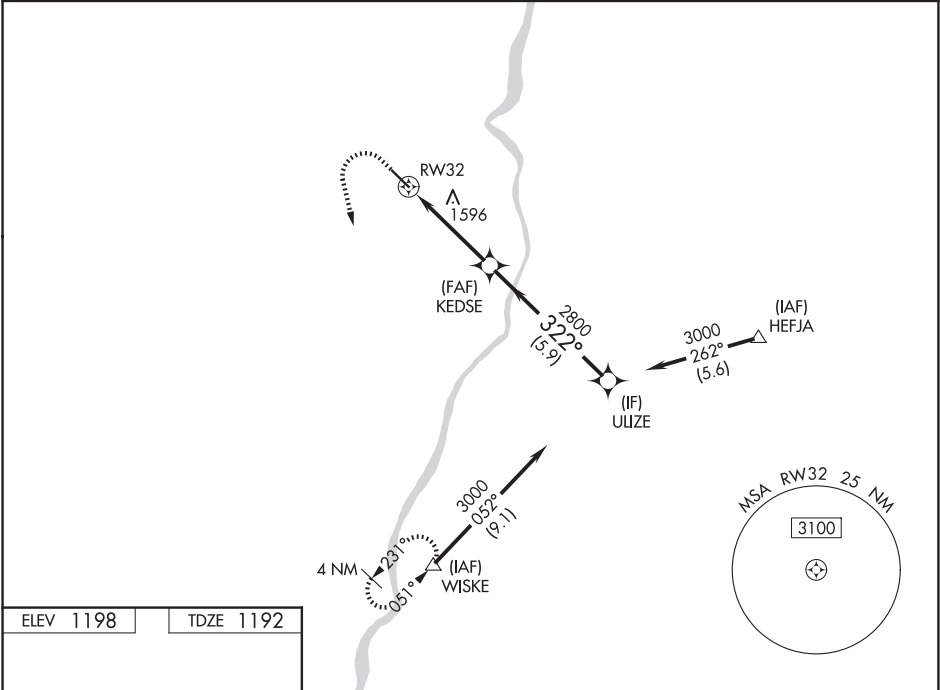 RW32
1596
(FAF)
KEDSE
2800
322°
(5.9)
(IAF)
HEFJA
3000
262°
(5.6)
(IF)
ULIZE
3000
052°
(9.1)
4 NM
231°
051°
(IAF)
WISKE
MSA RW32 25 NM
3100
ELEV 1198
TDZE 1192